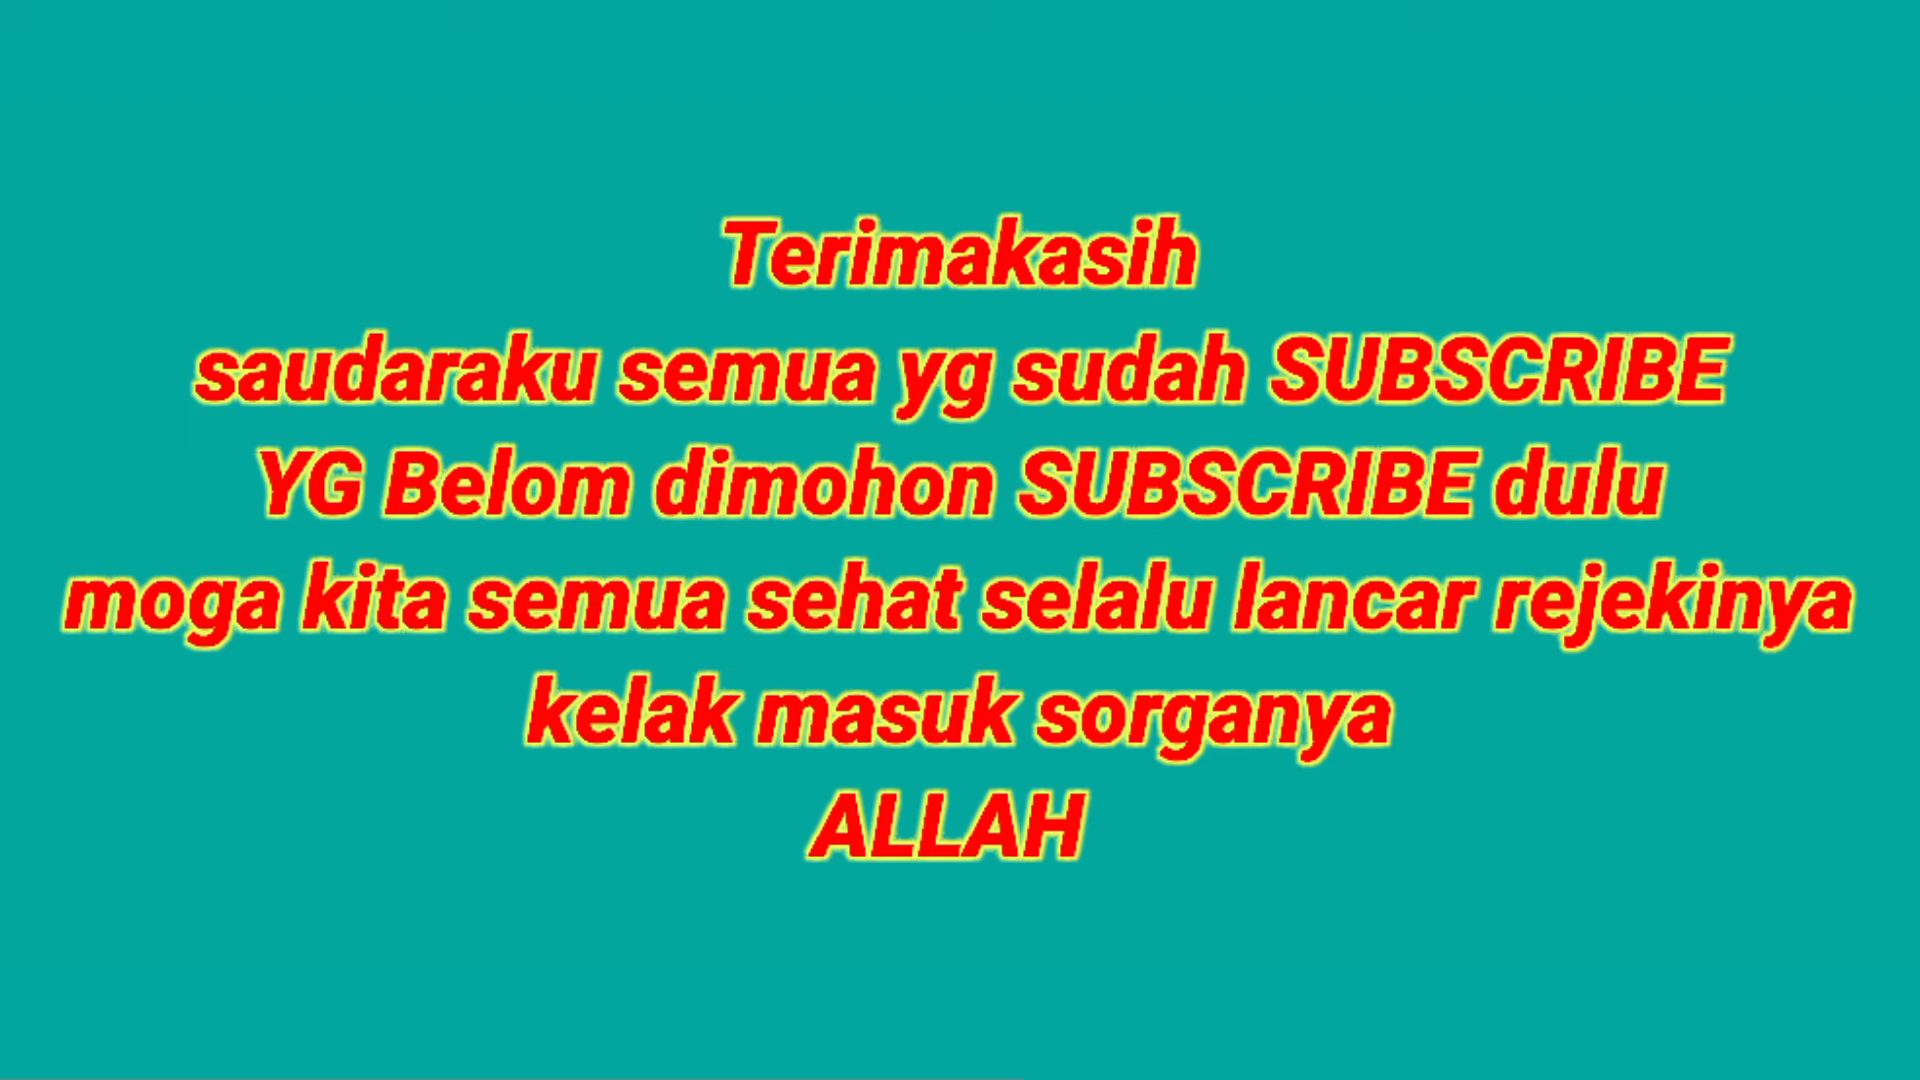 Terimakasih
saudaraku semua yg sudah SUBSCRIBE
YG Belom dimohon SUBSCRIBE dulu
moga kita semua sehat selalu lancar rejekinya
kelak masuk sorganya
ALLAH